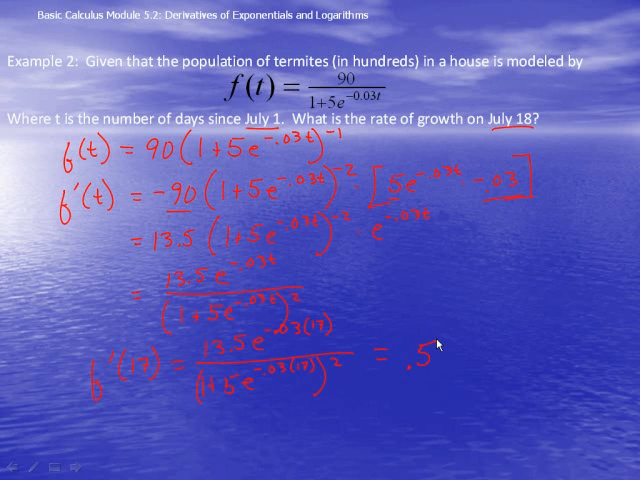 Basic Calculus Module 5.2: Derivatives of Exponentials and Logarithms
Example 2: Given that the population of termites (in hundreds) in a house is modeled by
f(t) = 90 / (1+5e^{-0.03t})
Where t is the number of days since July 1. What is the rate of growth on July 18?
f(t) = 90(1+5e^{-.03t})^{-1}
f'(t) = -90(1+5e^{-.03t})^{-2} · [5e^{-.03t} · -.03]
= 13.5(1+5e^{-.03t})^{-2} · e^{-.03t}
= 13.5e^{-.03t} / (1+5e^{-.03t})^2
f'(17) = 13.5e^{-.03(17)} / (1+5e^{-.03(17)})^2 = .5